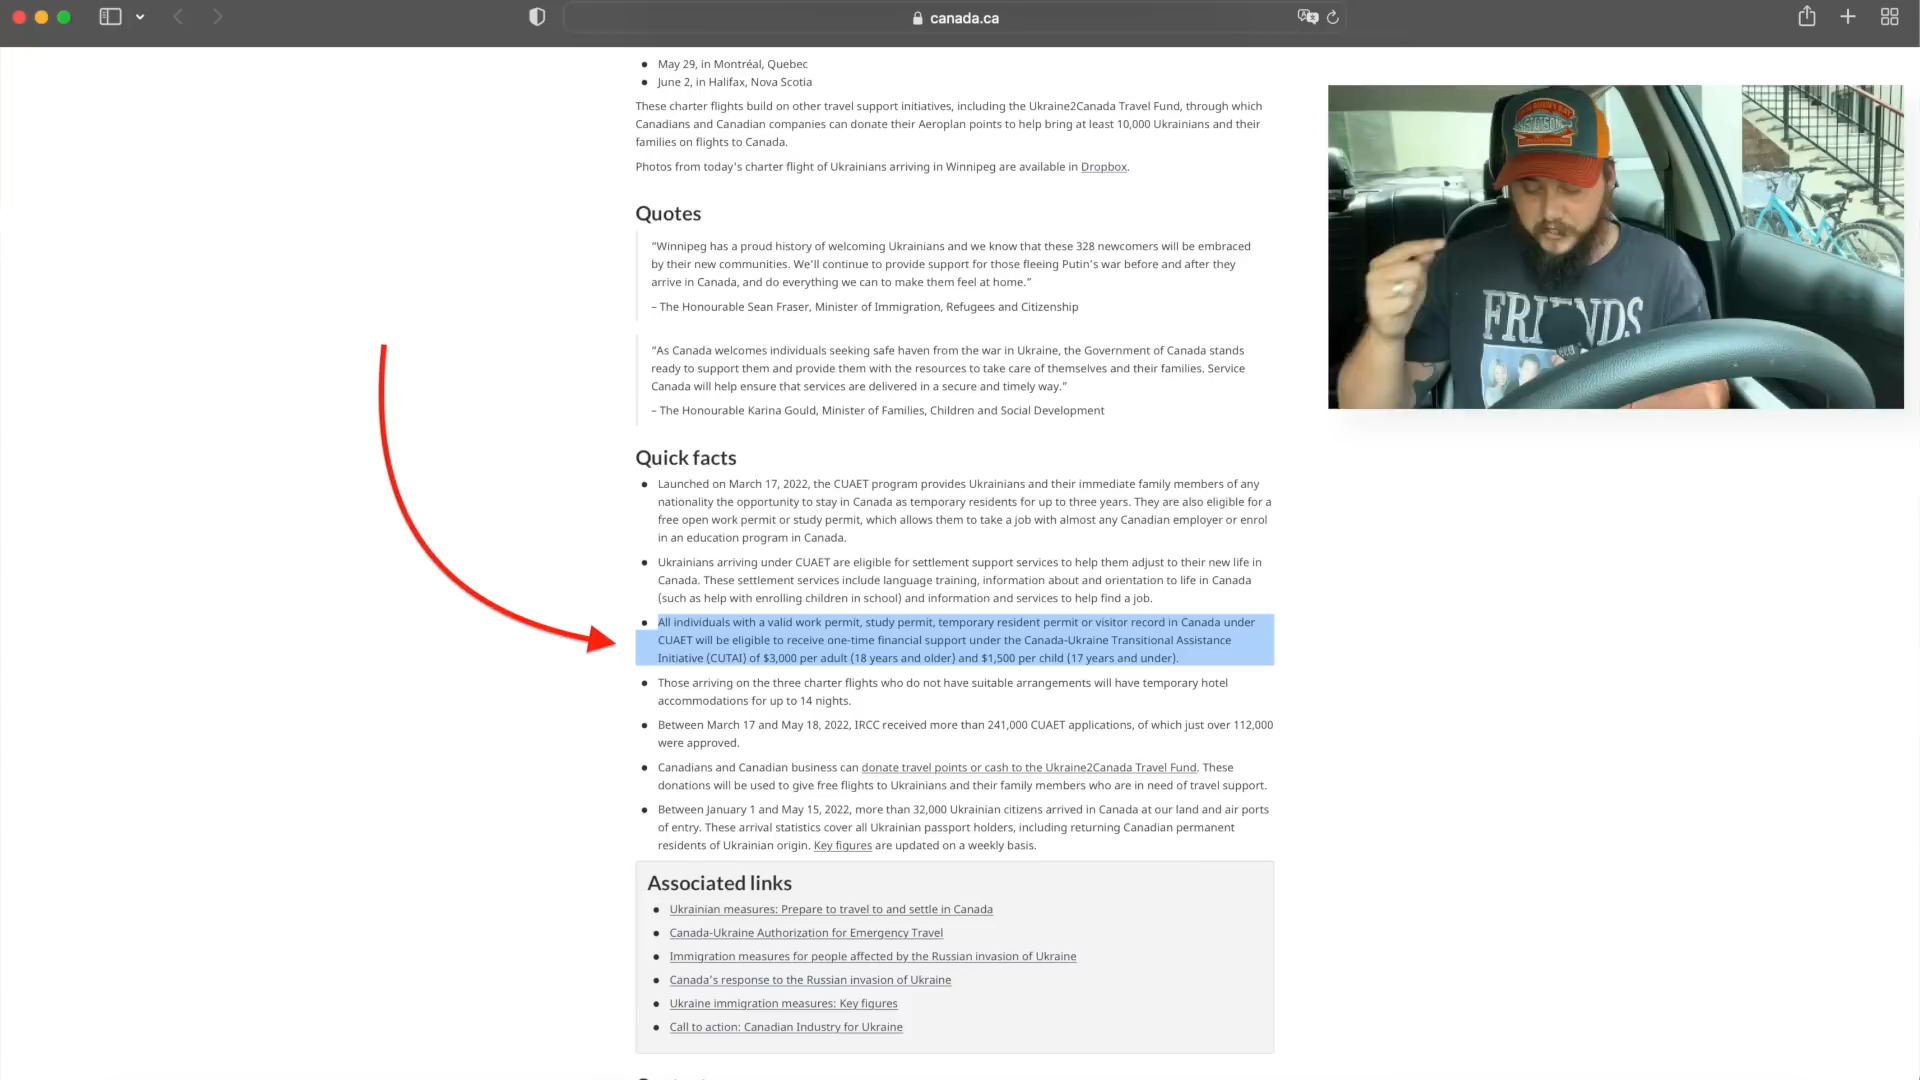 canada.ca
May 29, in Montréal, Quebec
June 2, in Halifax, Nova Scotia
These charter flights build on other travel support initiatives, including the Ukraine2Canada Travel Fund, through which
Canadians and Canadian companies can donate their Aeroplan points to help bring at least 10,000 Ukrainians and their
families on flights to Canada.
Photos from today's charter flight of Ukrainians arriving in Winnipeg are available in Dropbox.
Quotes
“Winnipeg has a proud history of welcoming Ukrainians and we know that these 328 newcomers will be embraced
by their new communities. We’ll continue to provide support for those fleeing Putin’s war before and after they
arrive in Canada, and do everything we can to make them feel at home.”
– The Honourable Sean Fraser, Minister of Immigration, Refugees and Citizenship
“As Canada welcomes individuals seeking safe haven from the war in Ukraine, the Government of Canada stands
ready to support them and provide them with the resources to take care of themselves and their families. Service
Canada will help ensure that services are delivered in a secure and timely way.”
– The Honourable Karina Gould, Minister of Families, Children and Social Development
Quick facts
Launched on March 17, 2022, the CUAET program provides Ukrainians and their immediate family members of any
nationality the opportunity to stay in Canada as temporary residents for up to three years. They are also eligible for a
free open work permit or study permit, which allows them to take a job with almost any Canadian employer or enrol
in an education program in Canada.
Ukrainians arriving under CUAET are eligible for settlement support services to help them adjust to their new life in
Canada. These settlement services include language training, information about and orientation to life in Canada
(such as help with enrolling children in school) and information and services to help find a job.
All individuals with a valid work permit, study permit, temporary resident permit or visitor record in Canada under
CUAET will be eligible to receive one-time financial support under the Canada-Ukraine Transitional Assistance
Initiative (CUTAI) of $3,000 per adult (18 years and older) and $1,500 per child (17 years and under).
Those arriving on the three charter flights who do not have suitable arrangements will have temporary hotel
accommodations for up to 14 nights.
Between March 17 and May 18, 2022, IRCC received more than 241,000 CUAET applications, of which just over 112,000
were approved.
Canadians and Canadian business can donate travel points or cash to the Ukraine2Canada Travel Fund. These
donations will be used to give free flights to Ukrainians and their family members who are in need of travel support.
Between January 1 and May 15, 2022, more than 32,000 Ukrainian citizens arrived in Canada at our land and air ports
of entry. These arrival statistics cover all Ukrainian passport holders, including returning Canadian permanent
residents of Ukrainian origin. Key figures are updated on a weekly basis.
Associated links
Ukrainian measures: Prepare to travel to and settle in Canada
Canada-Ukraine Authorization for Emergency Travel
Immigration measures for people affected by the Russian invasion of Ukraine
Canada’s response to the Russian invasion of Ukraine
Ukraine immigration measures: Key figures
Call to action: Canadian Industry for Ukraine
STETSON
FRIENDS